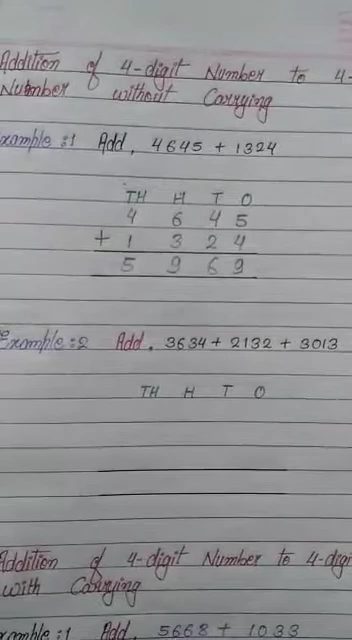 Addition of 4-digit Number to 4-
Number without Carrying
Example:1 Add, 4645 + 1324
TH H T O
4 6 4 5
+ 1 3 2 4
5 9 6 9
Example:2 Add, 3634 + 2132 + 3013
TH H T O
Addition of 4-digit Number to 4-digi
with Carrying
xample:1 Add 5668 + 1033